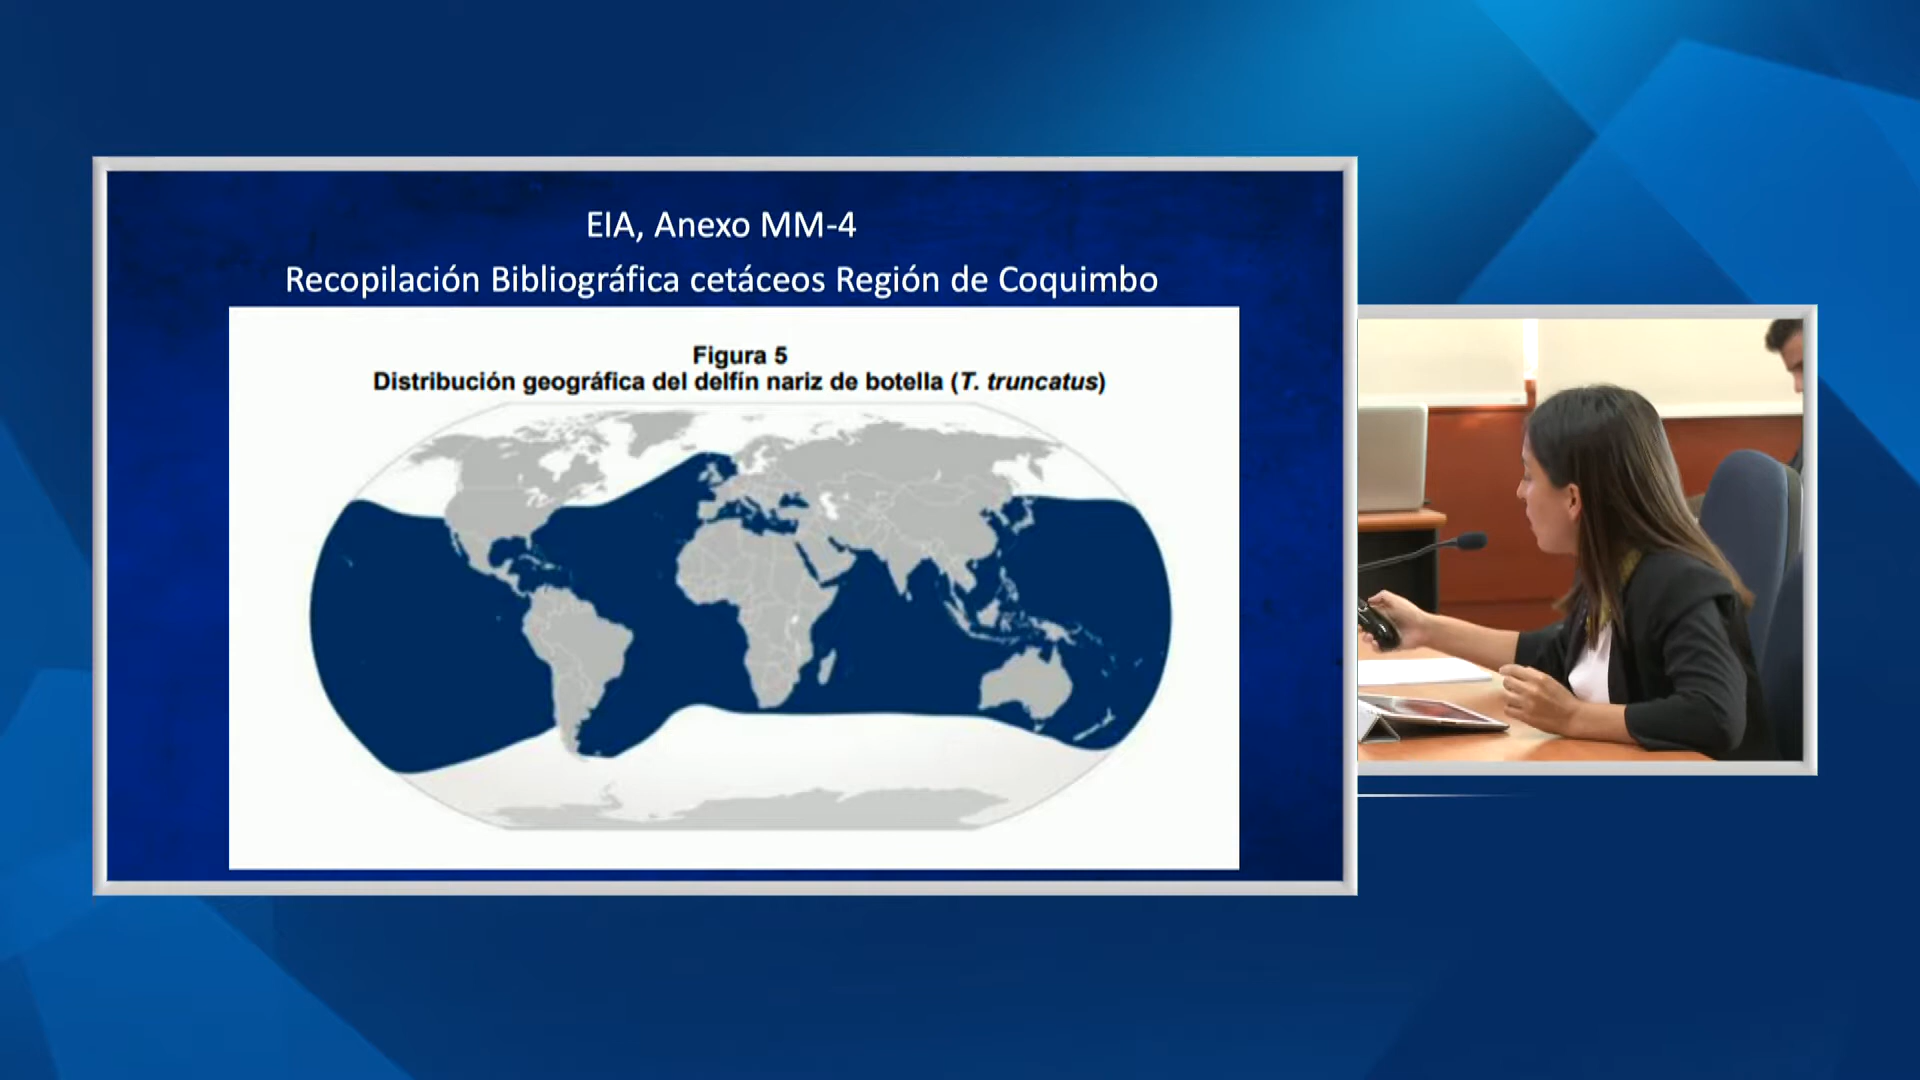 EIA, Anexo MM-4
Recopilación Bibliográfica cetáceos Región de Coquimbo
Figura 5
Distribución geográfica del delfín nariz de botella (T. truncatus)